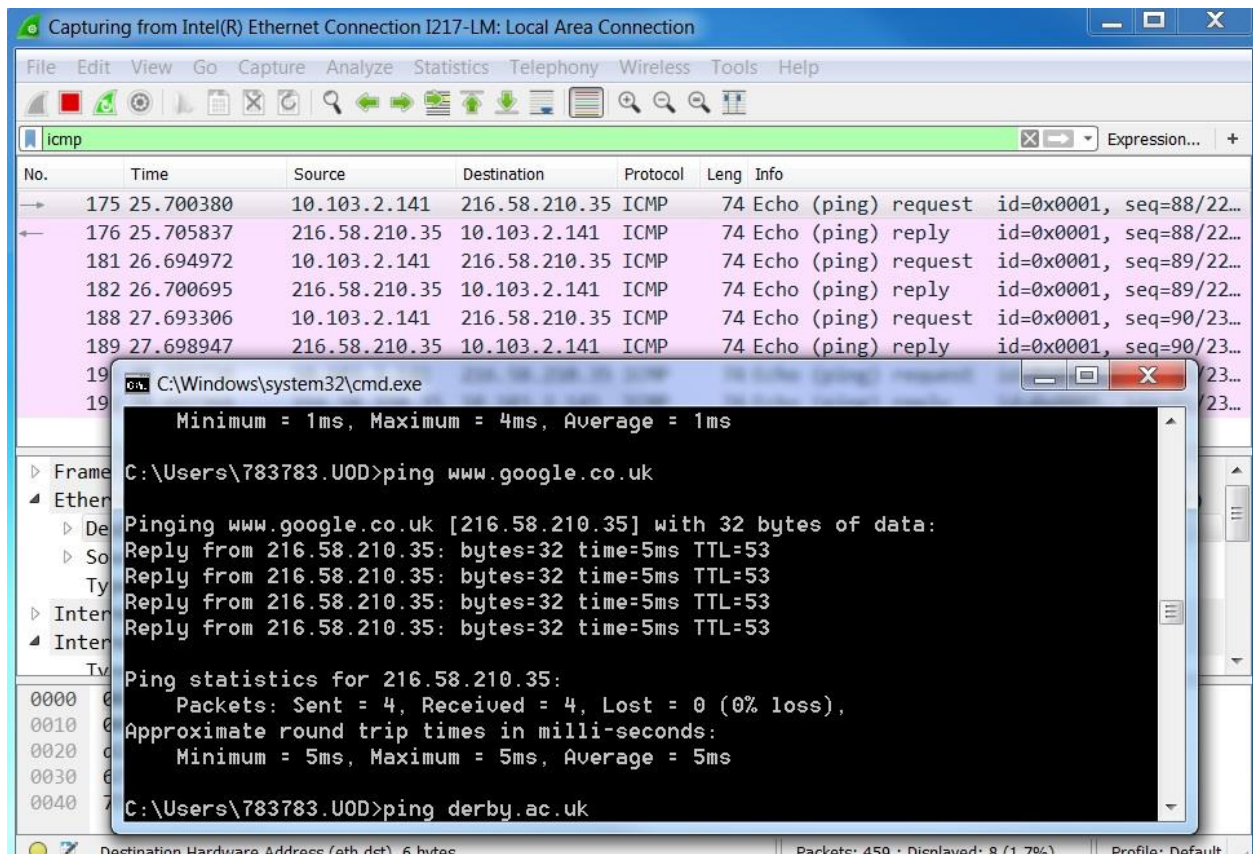 Capturing from Intel(R) Ethernet Connection I217-LM: Local Area Connection
File Edit View Go Capture Analyze Statistics Telephony Wireless Tools Help
icmp Expression... +
No. Time Source Destination Protocol Leng Info
175 25.700380 10.103.2.141 216.58.210.35 ICMP 74 Echo (ping) request id=0x0001, seq=88/22…
176 25.705837 216.58.210.35 10.103.2.141 ICMP 74 Echo (ping) reply id=0x0001, seq=88/22…
181 26.694972 10.103.2.141 216.58.210.35 ICMP 74 Echo (ping) request id=0x0001, seq=89/22…
182 26.700695 216.58.210.35 10.103.2.141 ICMP 74 Echo (ping) reply id=0x0001, seq=89/22…
188 27.693306 10.103.2.141 216.58.210.35 ICMP 74 Echo (ping) request id=0x0001, seq=90/23…
189 27.698947 216.58.210.35 10.103.2.141 ICMP 74 Echo (ping) reply id=0x0001, seq=90/23…
19 /23…
19 /23…
C:\Windows\system32\cmd.exe
Minimum = 1ms, Maximum = 4ms, Average = 1ms
C:\Users\783783.UOD>ping www.google.co.uk
Pinging www.google.co.uk [216.58.210.35] with 32 bytes of data:
Reply from 216.58.210.35: bytes=32 time=5ms TTL=53
Reply from 216.58.210.35: bytes=32 time=5ms TTL=53
Reply from 216.58.210.35: bytes=32 time=5ms TTL=53
Reply from 216.58.210.35: bytes=32 time=5ms TTL=53
Ping statistics for 216.58.210.35:
Packets: Sent = 4, Received = 4, Lost = 0 (0% loss),
Approximate round trip times in milli-seconds:
Minimum = 5ms, Maximum = 5ms, Average = 5ms
C:\Users\783783.UOD>ping derby.ac.uk
Frame
Ether
De
So
Ty
Inter
Inter
Ty
0000
0010
0020
0030
0040
Destination Hardware Address (eth.dst), 6 bytes Packets: 459 · Displayed: 8 (1.7%) Profile: Default